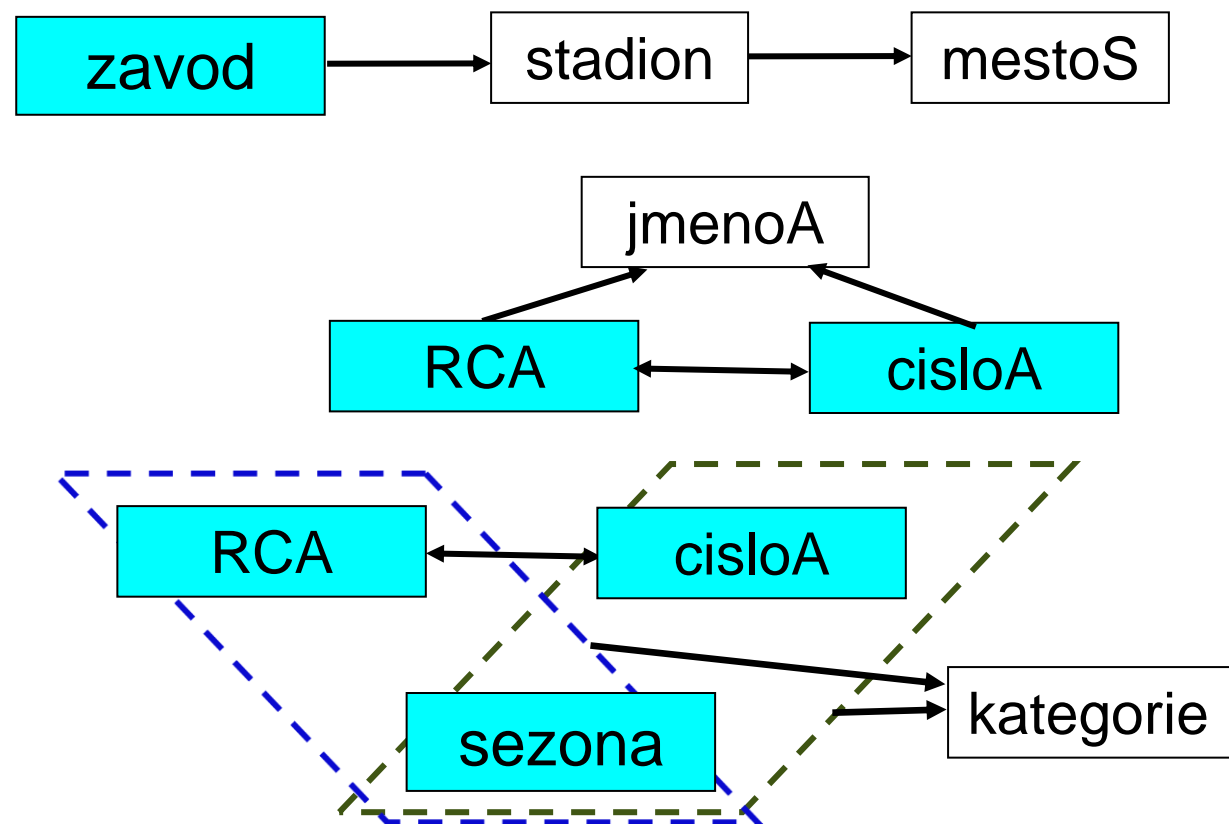 zavod
stadion
mestoS
jmenoA
RCA
cisloA
RCA
cisloA
sezona
kategorie